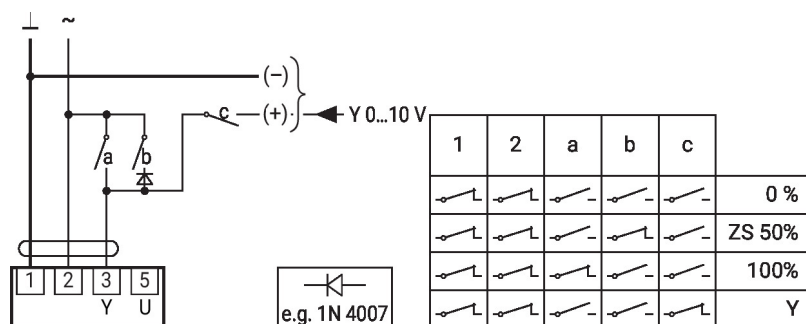 ⊥ ~
(–)
c (+) Y 0...10 V
a b
1 2 3 5
Y U
e.g. 1N 4007
1 2 a b c
0 %
ZS 50%
100%
Y